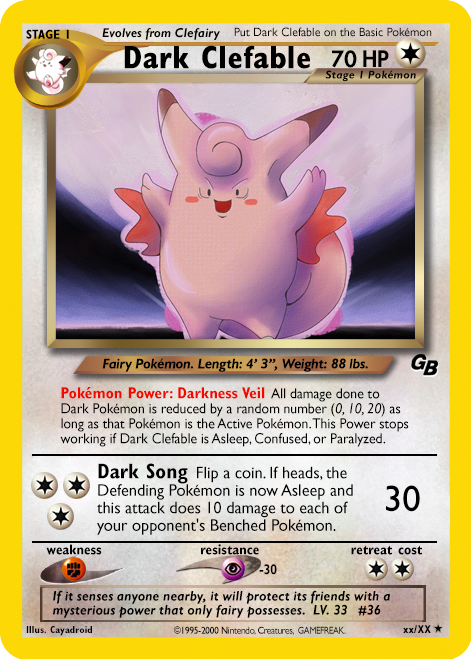 STAGE 1 Evolves from Clefairy Put Dark Clefable on the Basic Pokémon
Dark Clefable 70 HP
Stage 1 Pokémon
Fairy Pokémon. Length: 4' 3", Weight: 88 lbs.
GB
Pokémon Power: Darkness Veil All damage done to
Dark Pokémon is reduced by a random number (0, 10, 20) as
long as that Pokémon is the Active Pokémon. This Power stops
working if Dark Clefable is Asleep, Confused, or Paralyzed.
Dark Song Flip a coin. If heads, the
Defending Pokémon is now Asleep and
this attack does 10 damage to each of
your opponent's Benched Pokémon.
30
weakness resistance retreat cost
-30
If it senses anyone nearby, it will protect its friends with a
mysterious power that only fairy possesses. LV. 33 #36
Illus. Cayadroid ©1995-2000 Nintendo, Creatures, GAMEFREAK. xx/XX ★